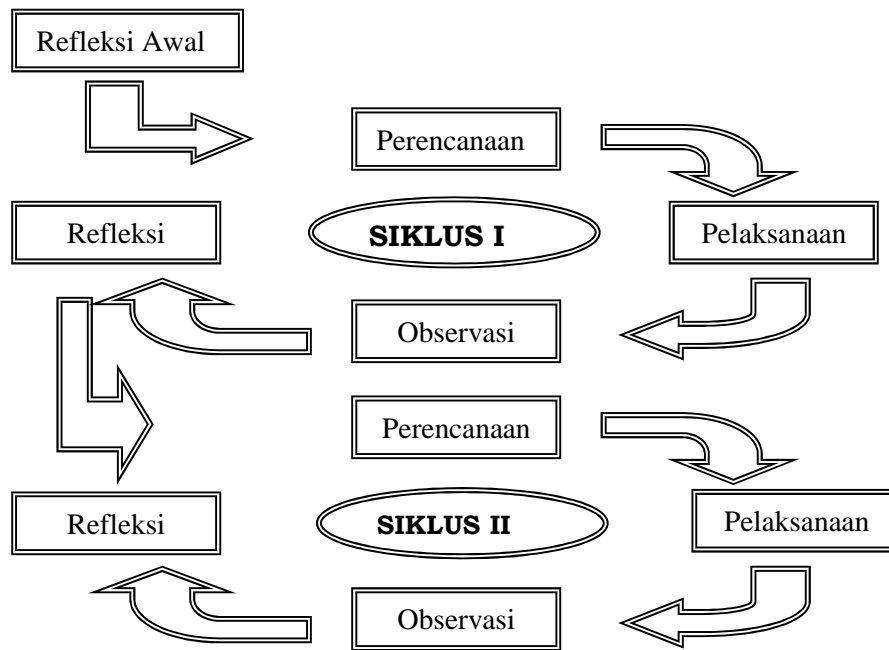 Refleksi Awal
Perencanaan
Refleksi
SIKLUS I
Pelaksanaan
Observasi
Perencanaan
Refleksi
SIKLUS II
Pelaksanaan
Observasi